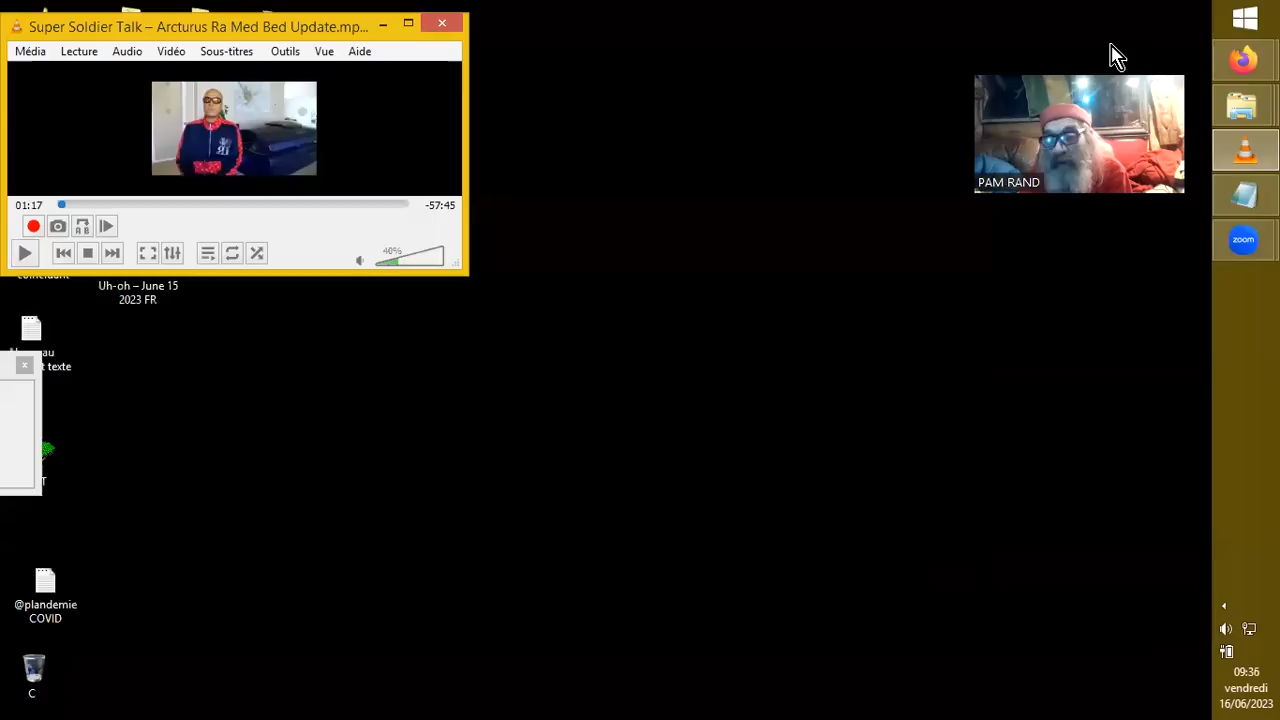 Super Soldier Talk – Arcturus Ra Med Bed Update.mp...
Média Lecture Audio Vidéo Sous-titres Outils Vue Aide
PAM RAND
01:17
-57:45
40%
Uh-oh – June 15
2023 FR
t texte
@plandemie
COVID
C
zoom
09:36
vendredi
16/06/2023